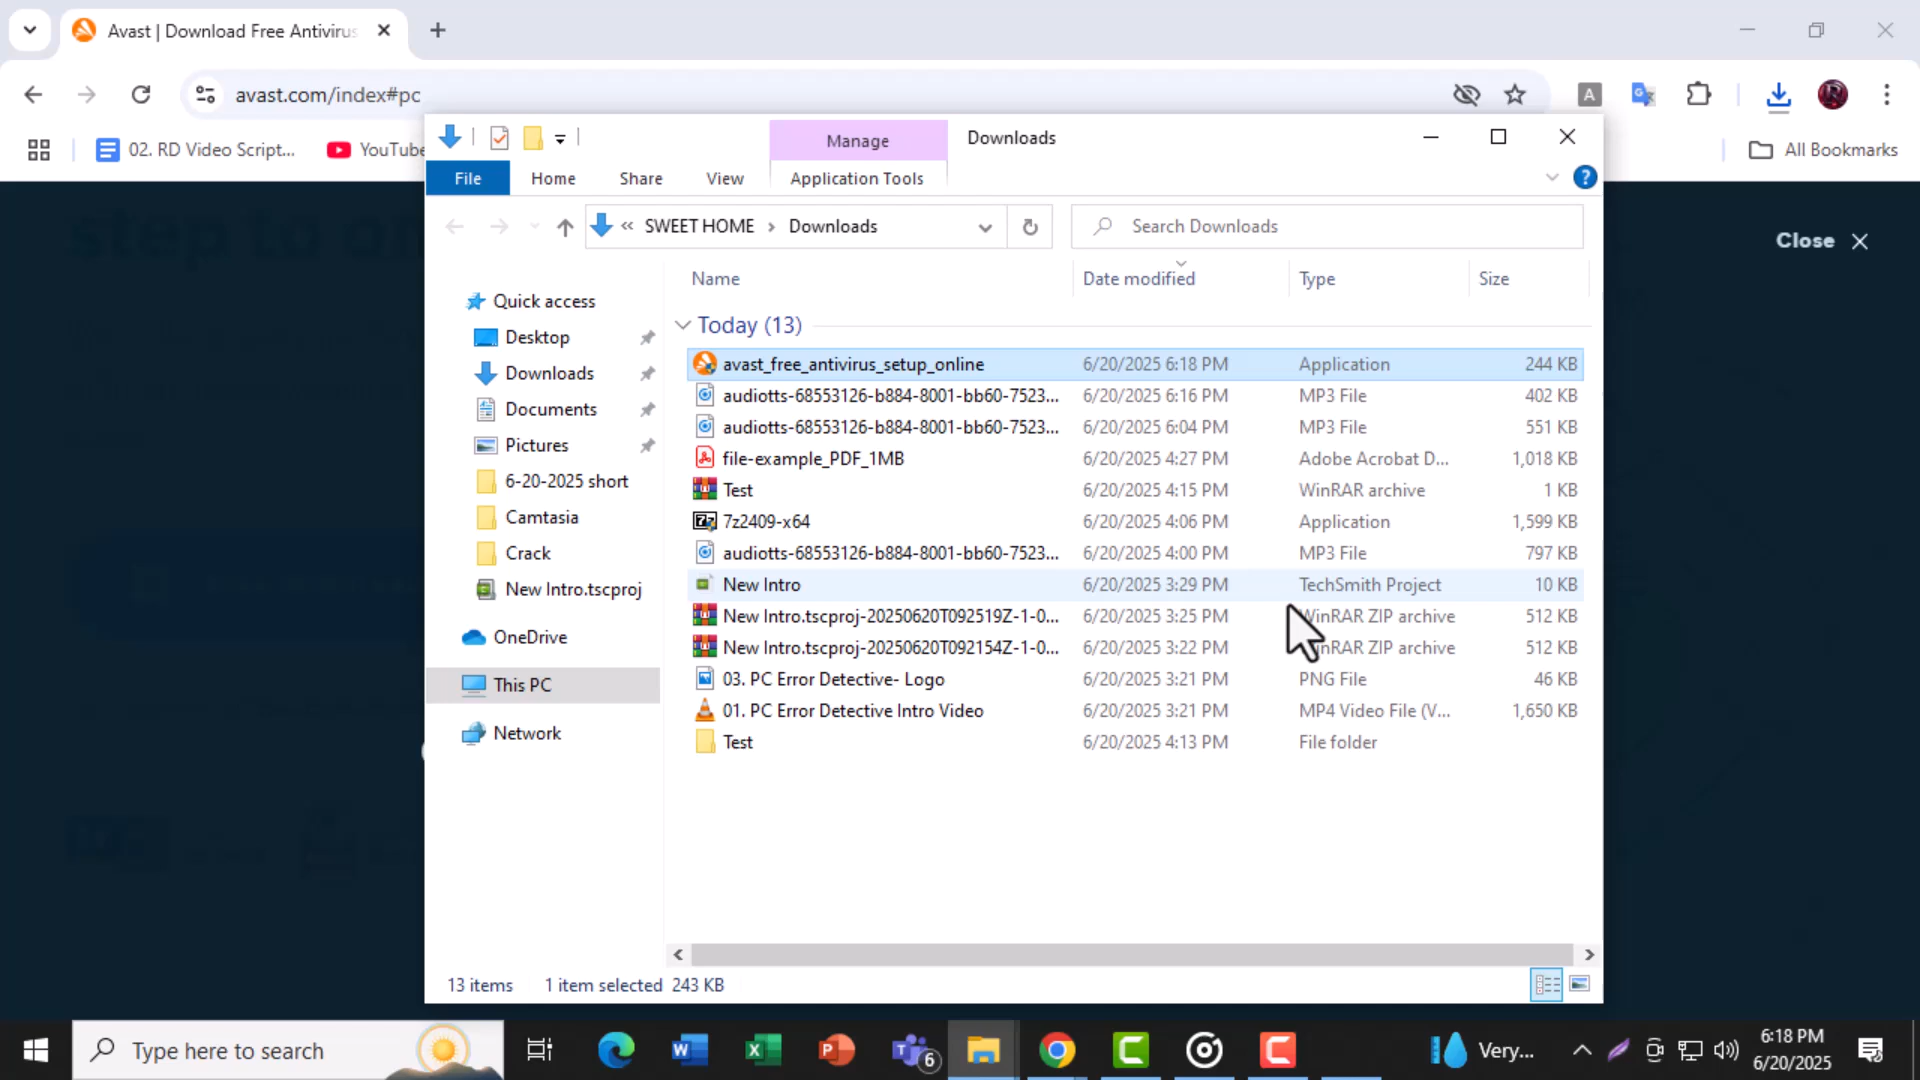 Avast | Download Free Antivirus
avast.com/index#pc
A
02. RD Video Script...
YouTube
All Bookmarks
Manage
Downloads
File
Home
Share
View
Application Tools
?
« SWEET HOME > Downloads
Search Downloads
step to on
Close
Name
Date modified
Type
Size
Quick access
Desktop
Downloads
Documents
Pictures
6-20-2025 short
Camtasia
Crack
New Intro.tscproj
OneDrive
This PC
Network
Today (13)
avast_free_antivirus_setup_online 6/20/2025 6:18 PM Application 244 KB
audiotts-68553126-b884-8001-bb60-7523... 6/20/2025 6:16 PM MP3 File 402 KB
audiotts-68553126-b884-8001-bb60-7523... 6/20/2025 6:04 PM MP3 File 551 KB
file-example_PDF_1MB 6/20/2025 4:27 PM Adobe Acrobat D... 1,018 KB
Test 6/20/2025 4:15 PM WinRAR archive 1 KB
7z2409-x64 6/20/2025 4:06 PM Application 1,599 KB
audiotts-68553126-b884-8001-bb60-7523... 6/20/2025 4:00 PM MP3 File 797 KB
New Intro 6/20/2025 3:29 PM TechSmith Project 10 KB
New Intro.tscproj-20250620T092519Z-1-0... 6/20/2025 3:25 PM WinRAR ZIP archive 512 KB
New Intro.tscproj-20250620T092154Z-1-0... 6/20/2025 3:22 PM WinRAR ZIP archive 512 KB
03. PC Error Detective- Logo 6/20/2025 3:21 PM PNG File 46 KB
01. PC Error Detective Intro Video 6/20/2025 3:21 PM MP4 Video File (V... 1,650 KB
Test 6/20/2025 4:13 PM File folder
13 items
1 item selected 243 KB
Type here to search
6
Very...
6:18 PM
6/20/2025